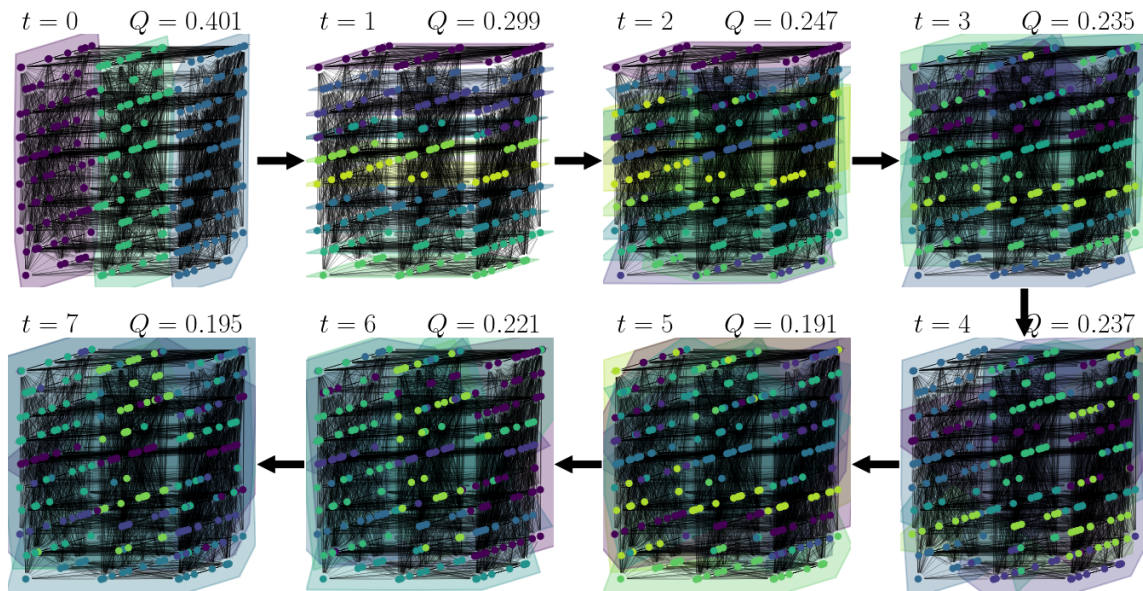 t = 0 Q = 0.401 t = 1 Q = 0.299 t = 2 Q = 0.247 t = 3 Q = 0.235
t = 7 Q = 0.195 t = 6 Q = 0.221 t = 5 Q = 0.191 t = 4 Q = 0.237